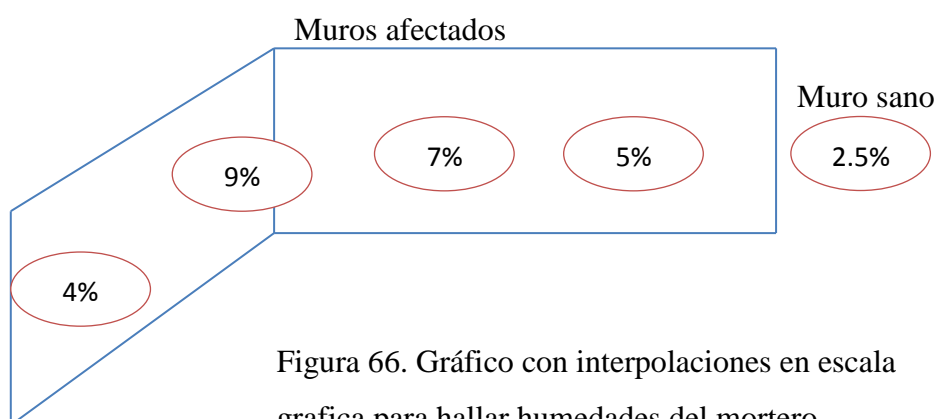 Muros afectados
Muro sano
9%
7%
5%
2.5%
4%
Figura 66. Gráfico con interpolaciones en escala
grafica para hallar humedades del mortero